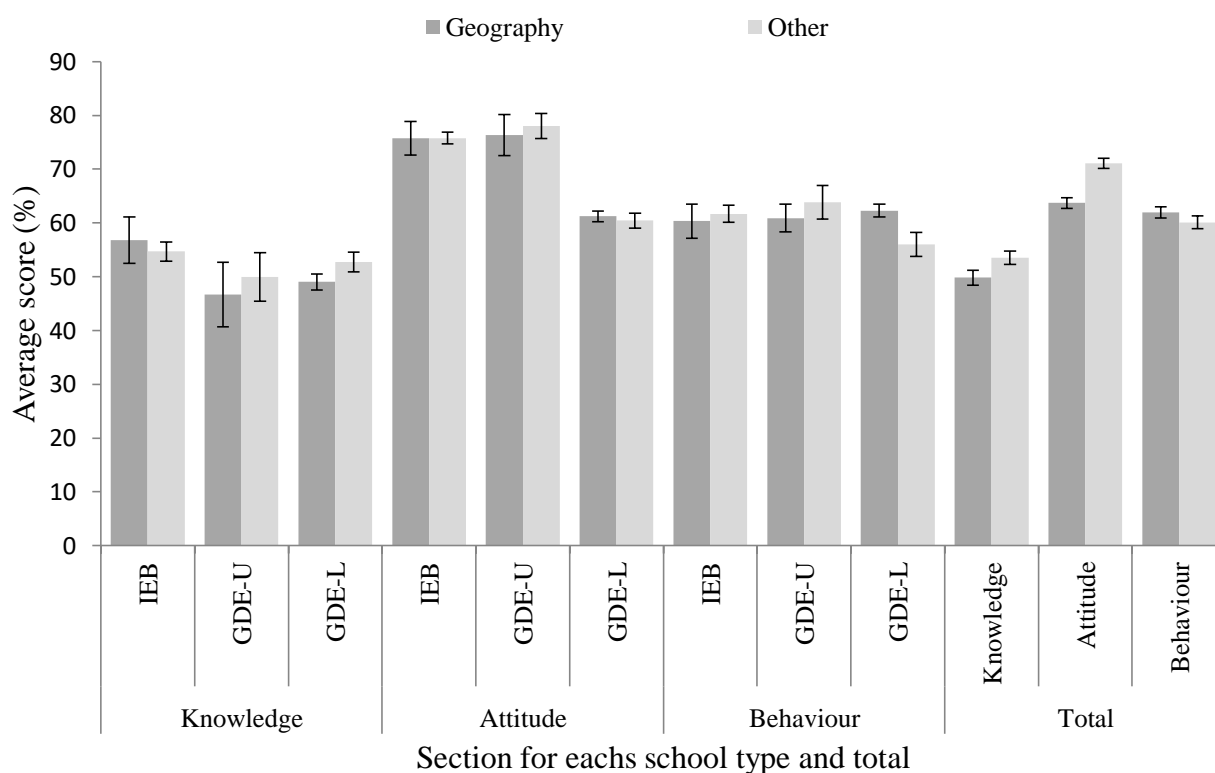 Geography Other
90
80
70
60
50
40
30
20
10
0
Average score (%)
IEB
GDE-U
GDE-L
IEB
GDE-U
GDE-L
IEB
GDE-U
GDE-L
Knowledge
Attitude
Behaviour
Knowledge Attitude Behaviour Total
Section for eachs school type and total